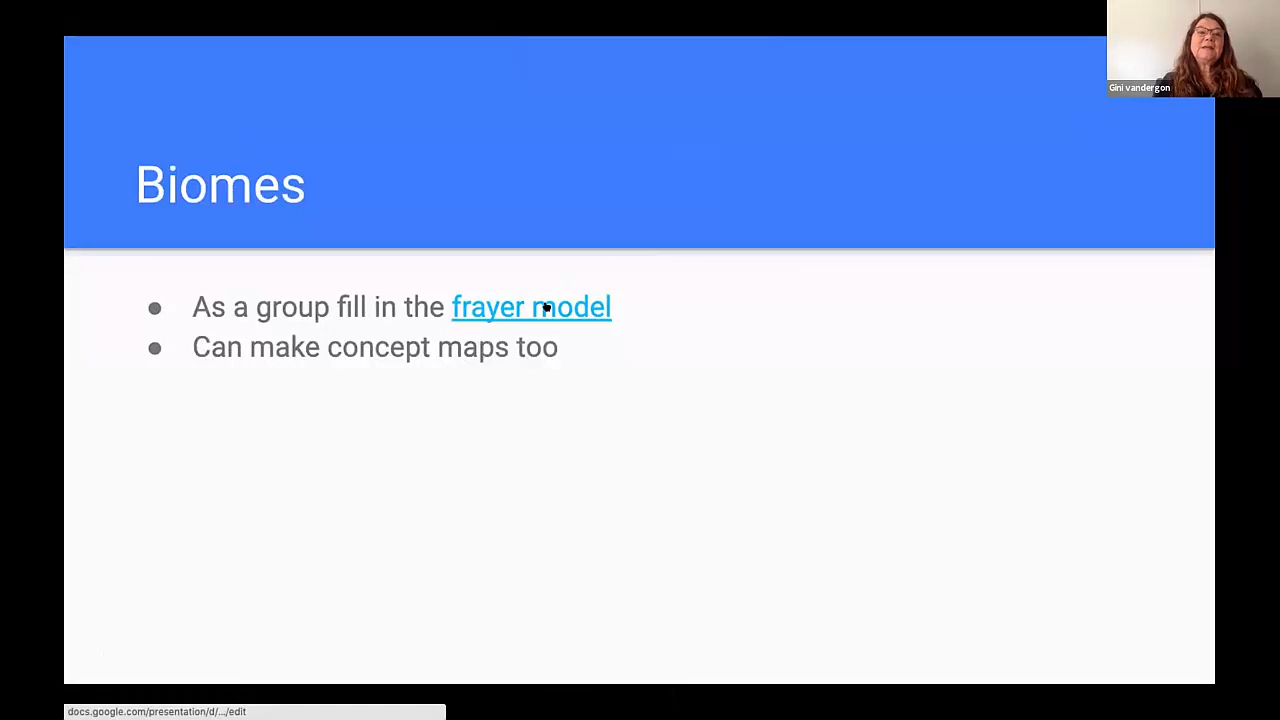 Gini vandergon
Biomes
● As a group fill in the frayer model
● Can make concept maps too
docs.google.com/presentation/d/.../edit